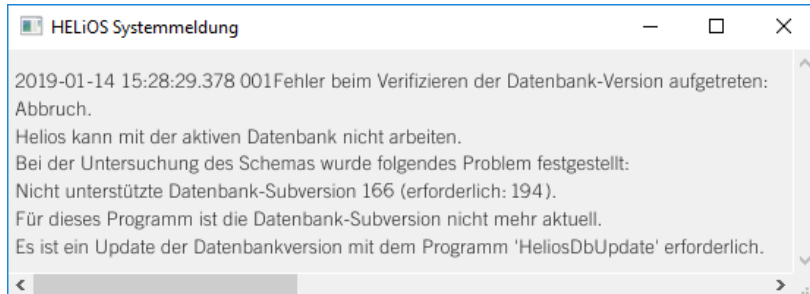 HELiOS Systemmeldung
2019-01-14 15:28:29.378 001Fehler beim Verifizieren der Datenbank-Version aufgetreten:
Abbruch.
Helios kann mit der aktiven Datenbank nicht arbeiten.
Bei der Untersuchung des Schemas wurde folgendes Problem festgestellt:
Nicht unterstützte Datenbank-Subversion 166 (erforderlich: 194).
Für dieses Programm ist die Datenbank-Subversion nicht mehr aktuell.
Es ist ein Update der Datenbankversion mit dem Programm 'HeliosDbUpdate' erforderlich.